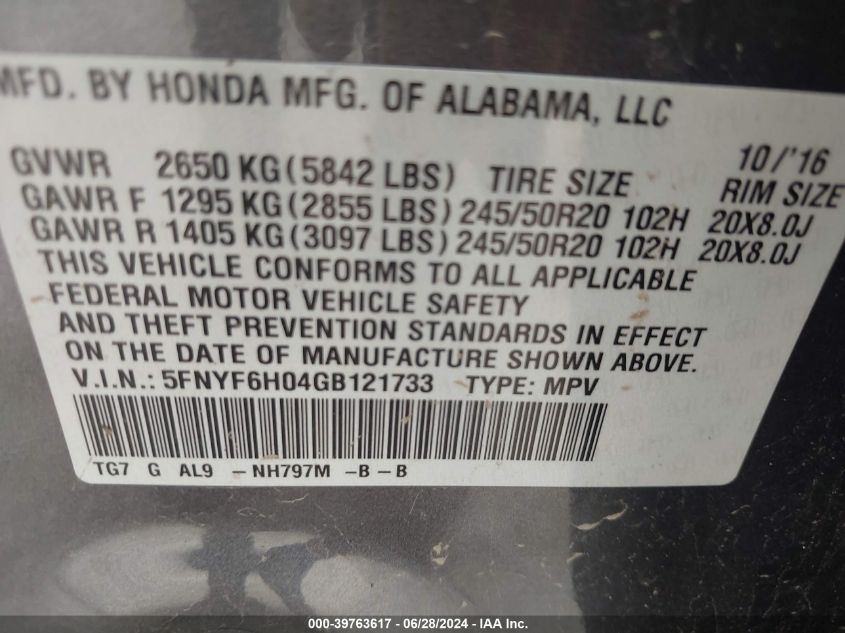 MFD. BY HONDA MFG. OF ALABAMA, LLC
10/'16
GVWR 2650 KG(5842 LBS) TIRE SIZE RIM SIZE
GAWR F 1295 KG(2855 LBS) 245/50R20 102H 20X8.0J
GAWR R 1405 KG(3097 LBS) 245/50R20 102H 20X8.0J
THIS VEHICLE CONFORMS TO ALL APPLICABLE
FEDERAL MOTOR VEHICLE SAFETY
AND THEFT PREVENTION STANDARDS IN EFFECT
ON THE DATE OF MANUFACTURE SHOWN ABOVE.
V.I.N.: 5FNYF6H04GB121733 TYPE: MPV
TG7 G AL9 -NH797M -B-B
000-39763617 - 06/28/2024 - IAA Inc.